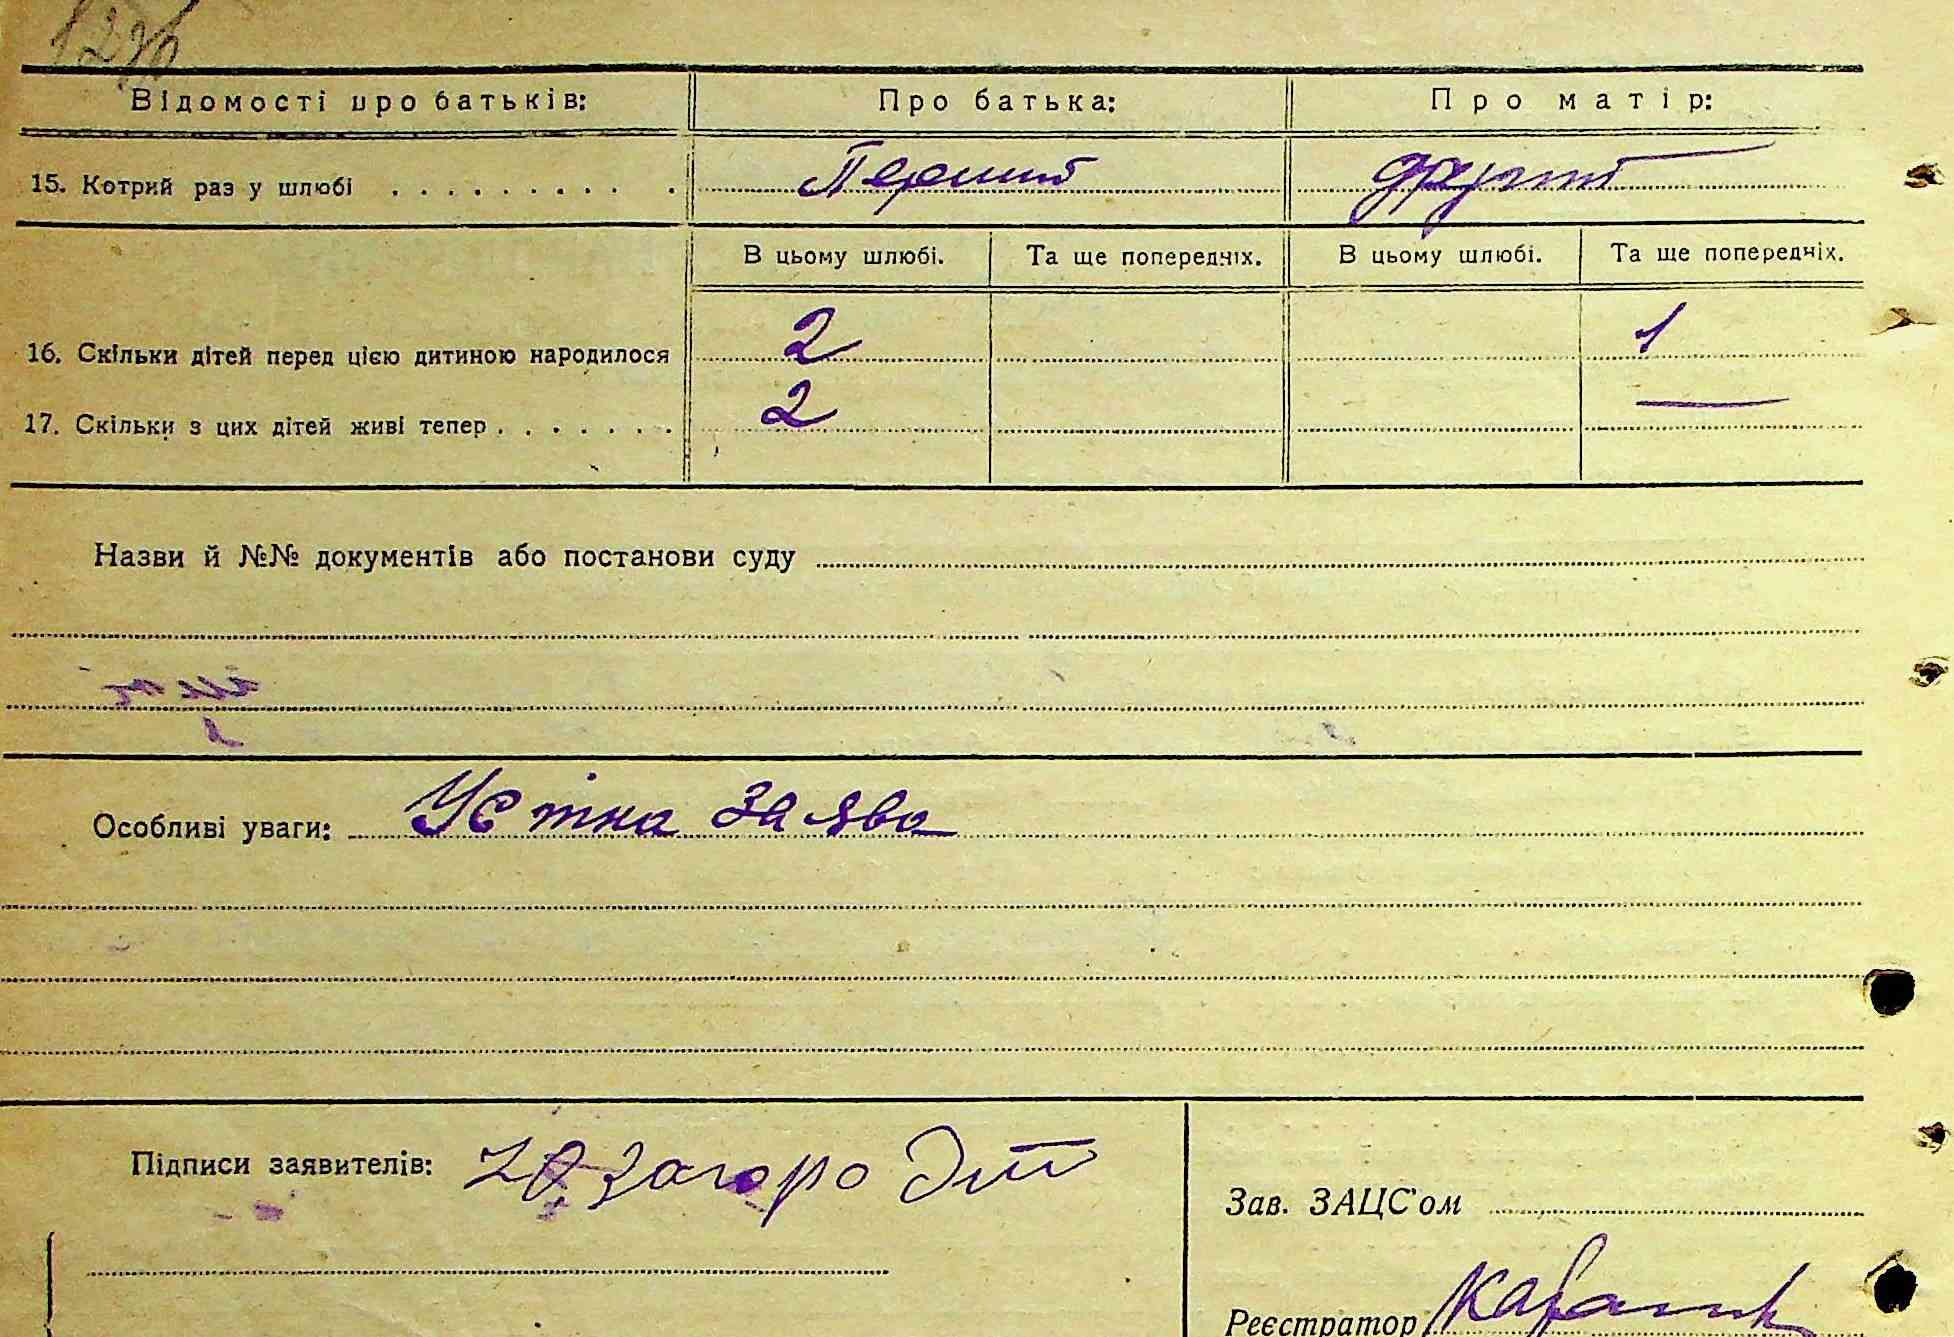 Відомості про батьків: Про батька: Про матір:
15. Котрий раз у шлюбі . . . . . . . . . . Перший другий
В цьому шлюбі. Та ще попередніх. В цьому шлюбі. Та ще попередніх.
16. Скільки дітей перед цією дитиною народилося 2 1
17. Скільки з цих дітей живі тепер . . . . . . . 2 —
Назви й №№ документів або постанови суду
Особливі уваги: Устна заява
Підписи заявителів:
Зав. ЗАЦС'ом
Реєстратор